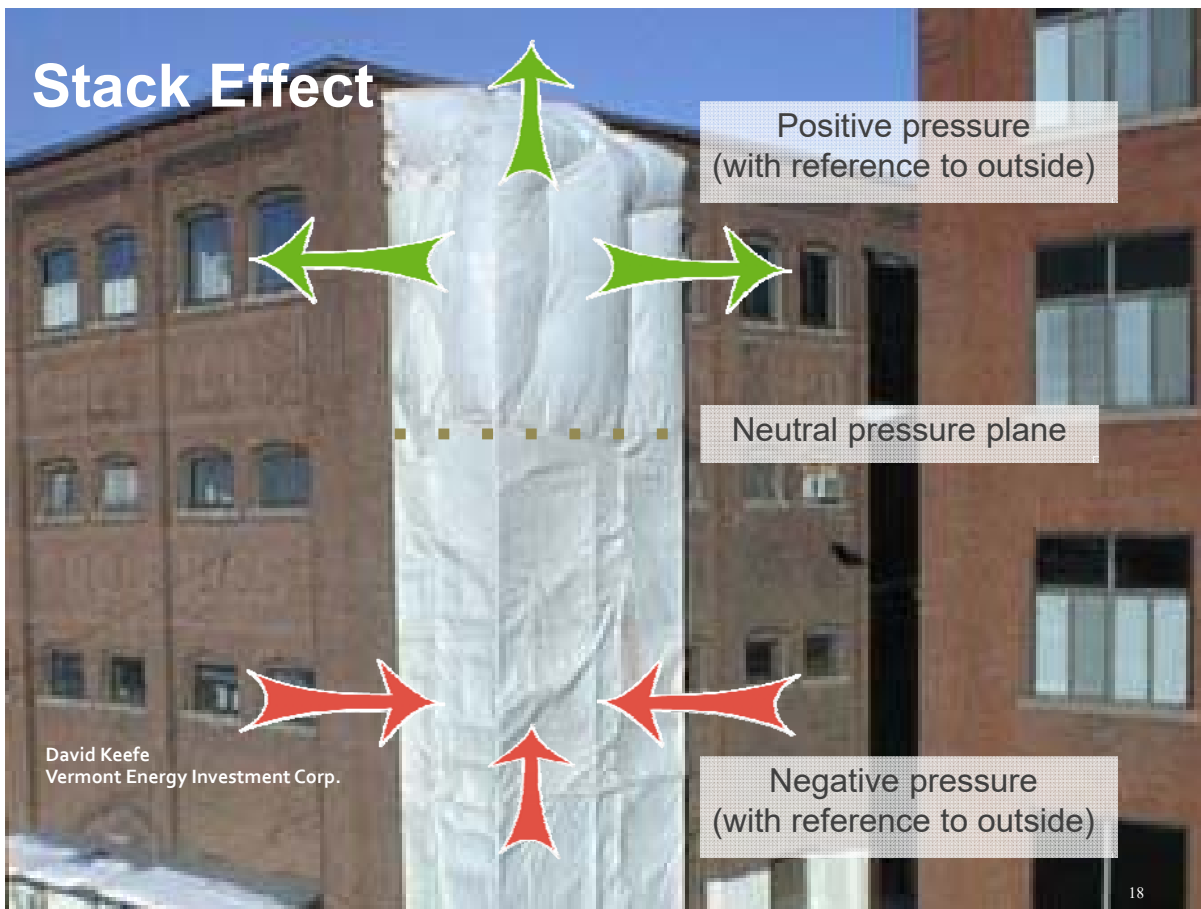 Stack Effect
Positive pressure
(with reference to outside)
Neutral pressure plane
David Keefe
Vermont Energy Investment Corp.
Negative pressure
(with reference to outside)
18